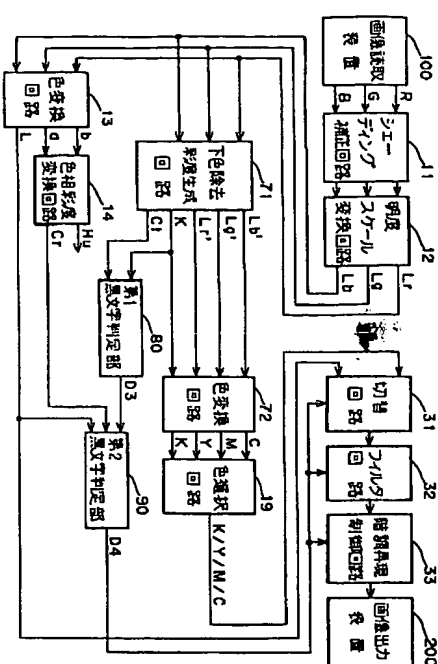 100
画像読取
装置
R
G
B
11
シェー
ディング
補正回路
12
明度
スケール
変換回路
Lr
Lg
Lb
13
色変換
回路
L
a
b
14
色相彩度
変換回路
Hu
Cr
71
下色除去
彩度生成
回路
Lb'
Lg'
Lr'
K
Ci
80
第1
黒文字判定部
D3
72
色変換
回路
C
M
Y
K
19
色選択
回路
K/Y/M/C
90
第2
黒文字判定部
D4
31
切替
回路
32
フィルタ
回路
33
階調再現
制御回路
200
画像出力
装置